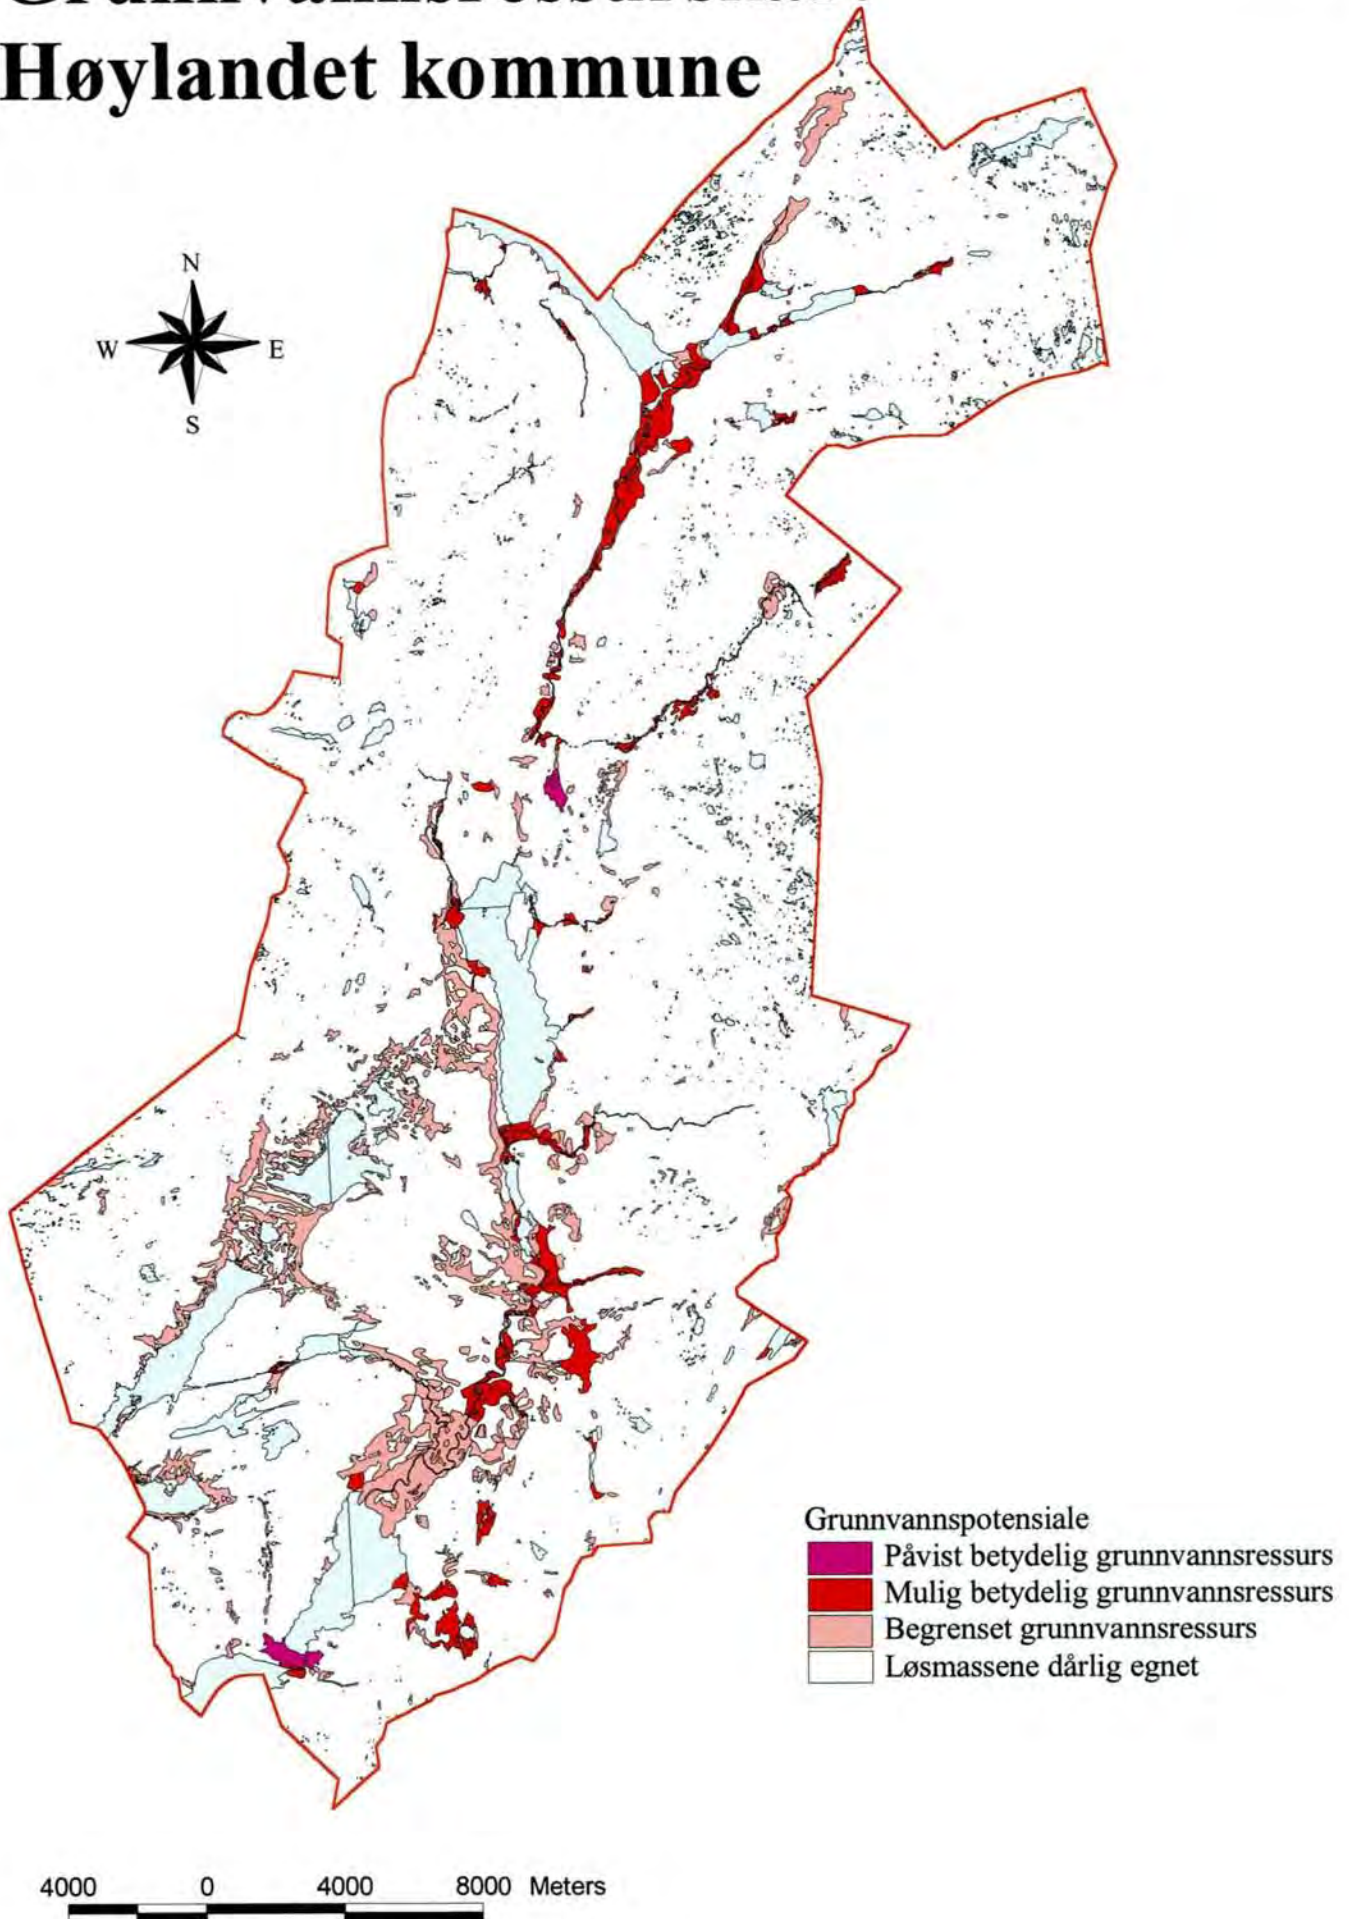 Høylandet kommune
N
W E
S
Grunnvannspotensiale
Påvist betydelig grunnvannsressurs
Mulig betydelig grunnvannsressurs
Begrenset grunnvannsressurs
Løsmassene dårlig egnet
4000 0 4000 8000 Meters